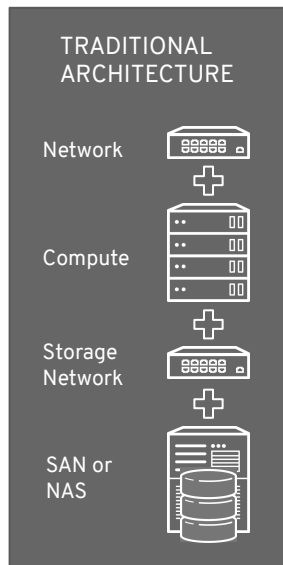 TRADITIONAL
ARCHITECTURE
Network
Compute
Storage
Network
SAN or
NAS